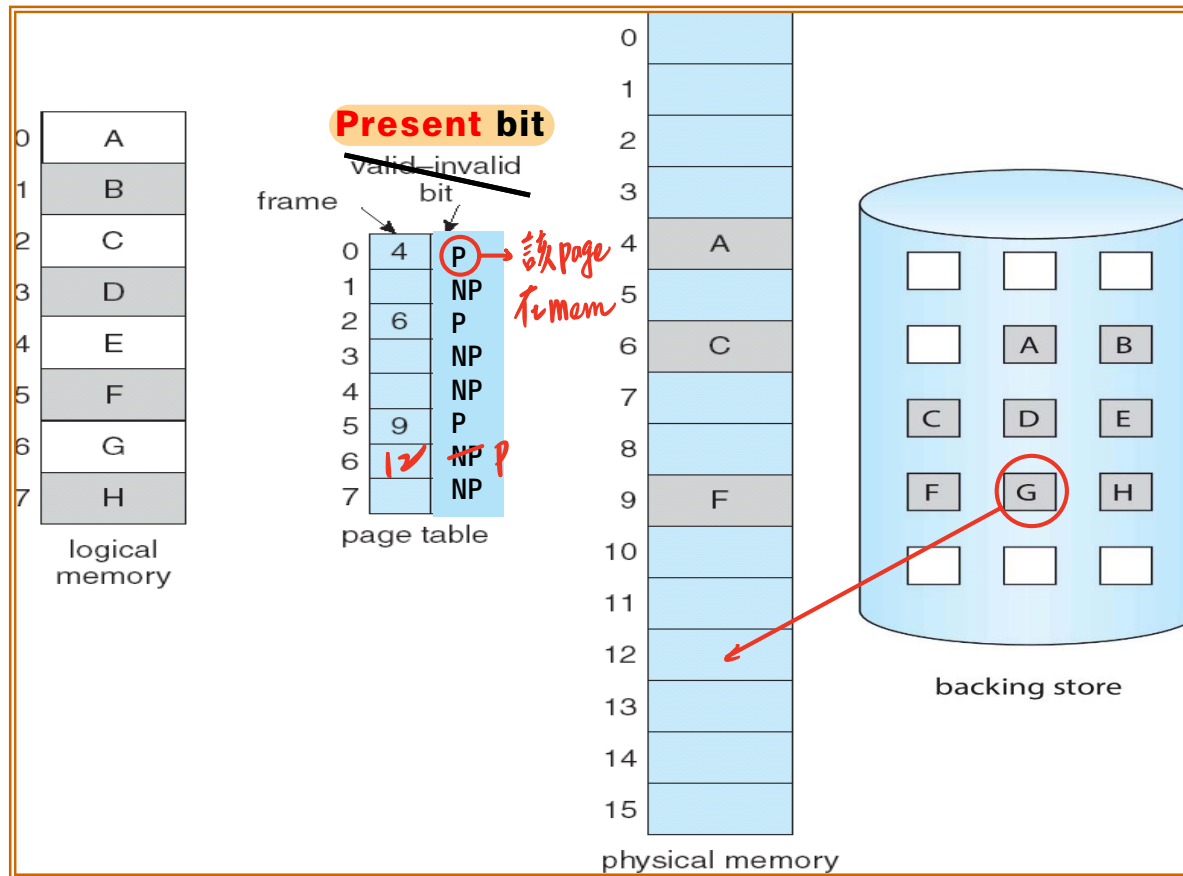 Present bit
valid–invalid
bit
frame
0 A
1 B
2 C
3 D
4 E
5 F
6 G
7 H
logical
memory
0 4 P
1 NP
2 6 P
3 NP
4 NP
5 9 P
6 12 NP P
7 NP
page table
該page
在mem
0
1
2
3
4 A
5
6 C
7
8
9 F
10
11
12
13
14
15
physical memory
A B
C D E
F G H
backing store